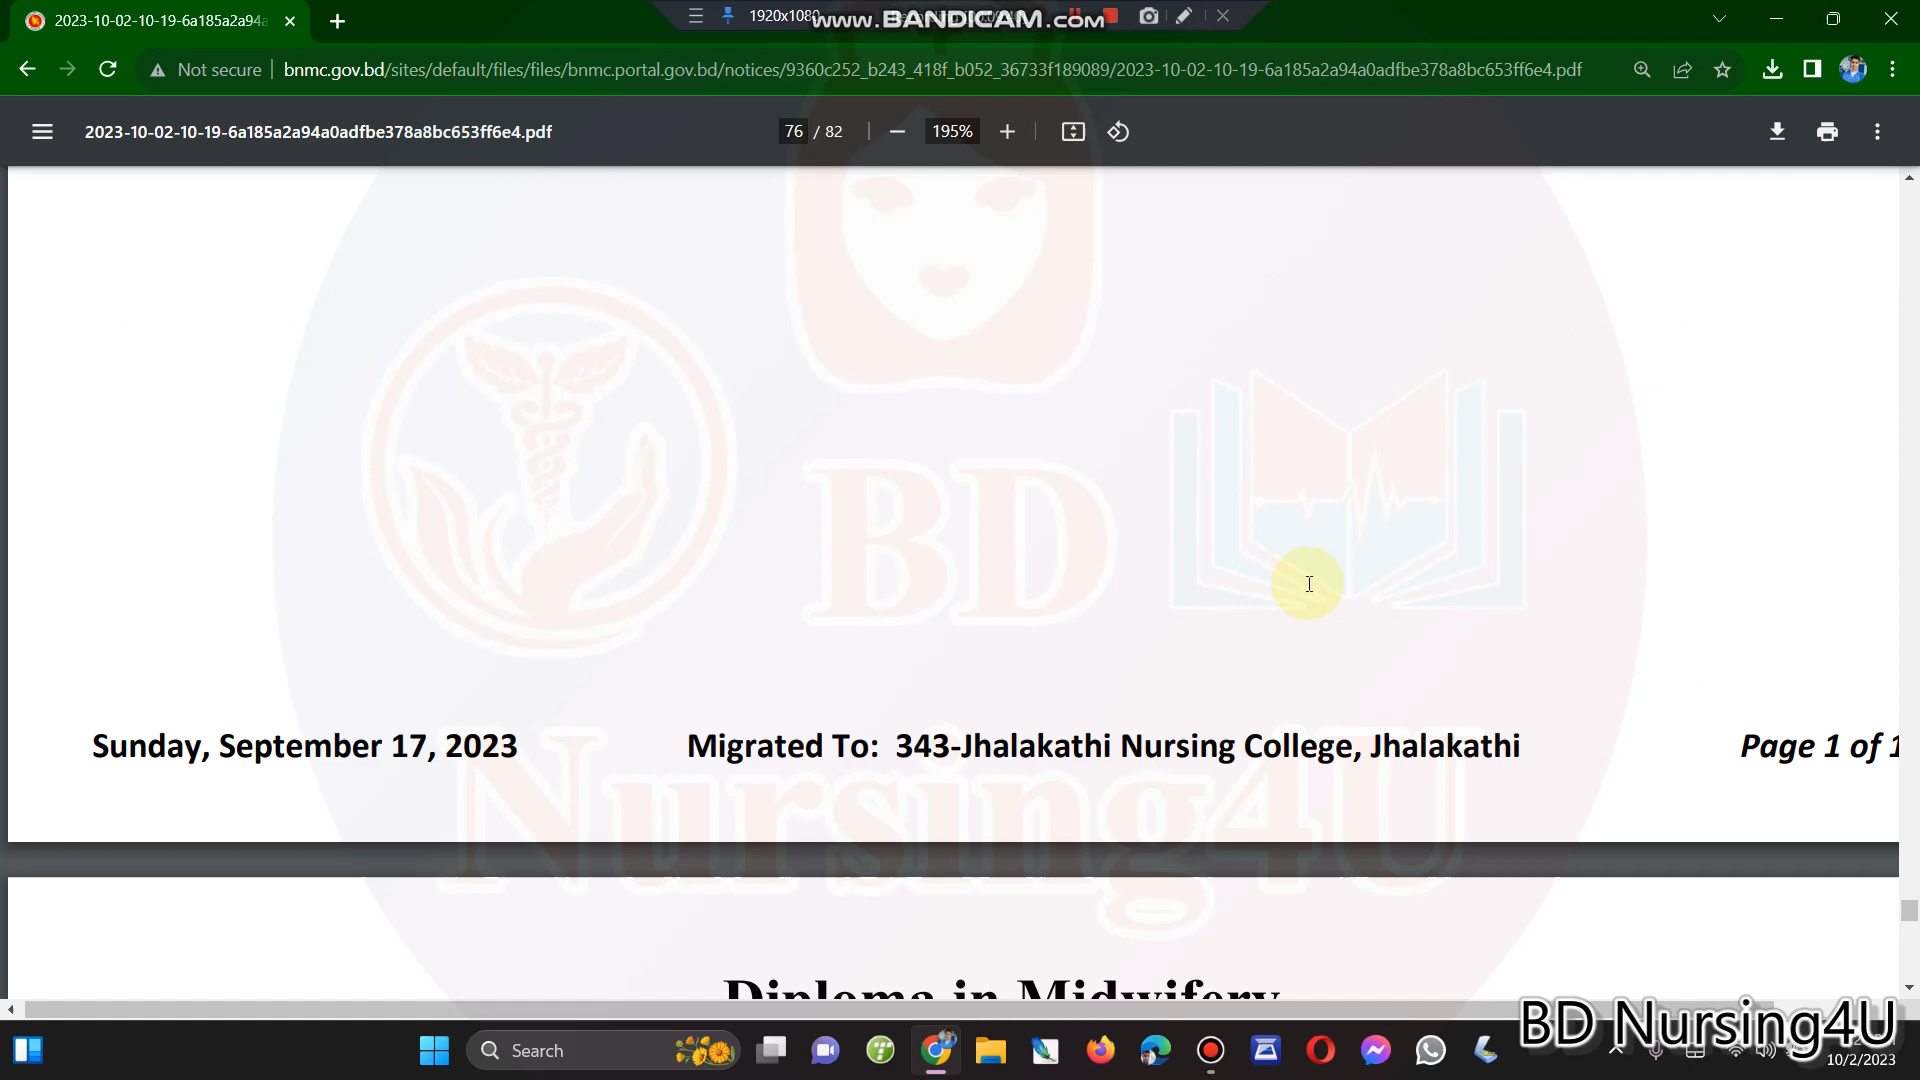 2023-10-02-10-19-6a185a2a94a
1920x1080
www.BANDICAM.com
Not secure
bnmc.gov.bd/sites/default/files/files/bnmc.portal.gov.bd/notices/9360c252_b243_418f_b052_36733f189089/2023-10-02-10-19-6a185a2a94a0adfbe378a8bc653ff6e4.pdf
2023-10-02-10-19-6a185a2a94a0adfbe378a8bc653ff6e4.pdf
76 / 82
195%
BD
Nursing4U
Sunday, September 17, 2023
Migrated To: 343-Jhalakathi Nursing College, Jhalakathi
Page 1 of 1
Diploma in Midwifery
BD Nursing4U
Search
10/2/2023